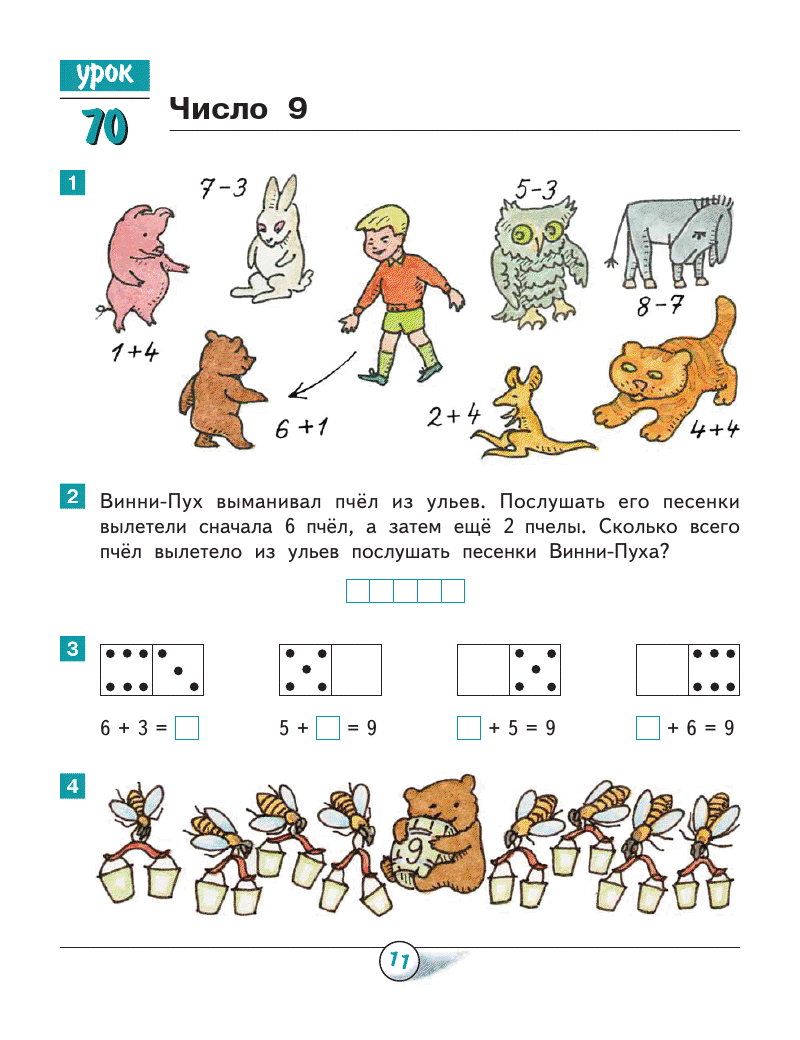 урок
70
Число 9
1
7-3
5-3
8-7
1+4
6+1
2+4
4+4
2
Винни-Пух выманивал пчёл из ульев. Послушать его песенки
вылетели сначала 6 пчёл, а затем ещё 2 пчелы. Сколько всего
пчёл вылетело из ульев послушать песенки Винни-Пуха?
3
6 + 3 =
5 + = 9
+ 5 = 9
+ 6 = 9
4
9
11